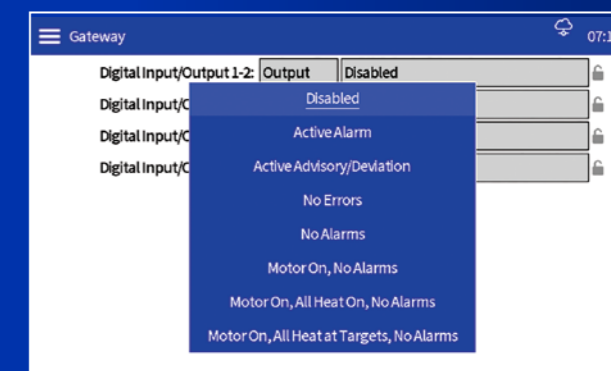 Gateway
07:1
Digital Input/Output 1-2: Output Disabled
Digital Input/O
Digital Input/O
Digital Input/O
Disabled
Active Alarm
Active Advisory/Deviation
No Errors
No Alarms
Motor On, No Alarms
Motor On, All Heat On, No Alarms
Motor On, All Heat at Targets, No Alarms